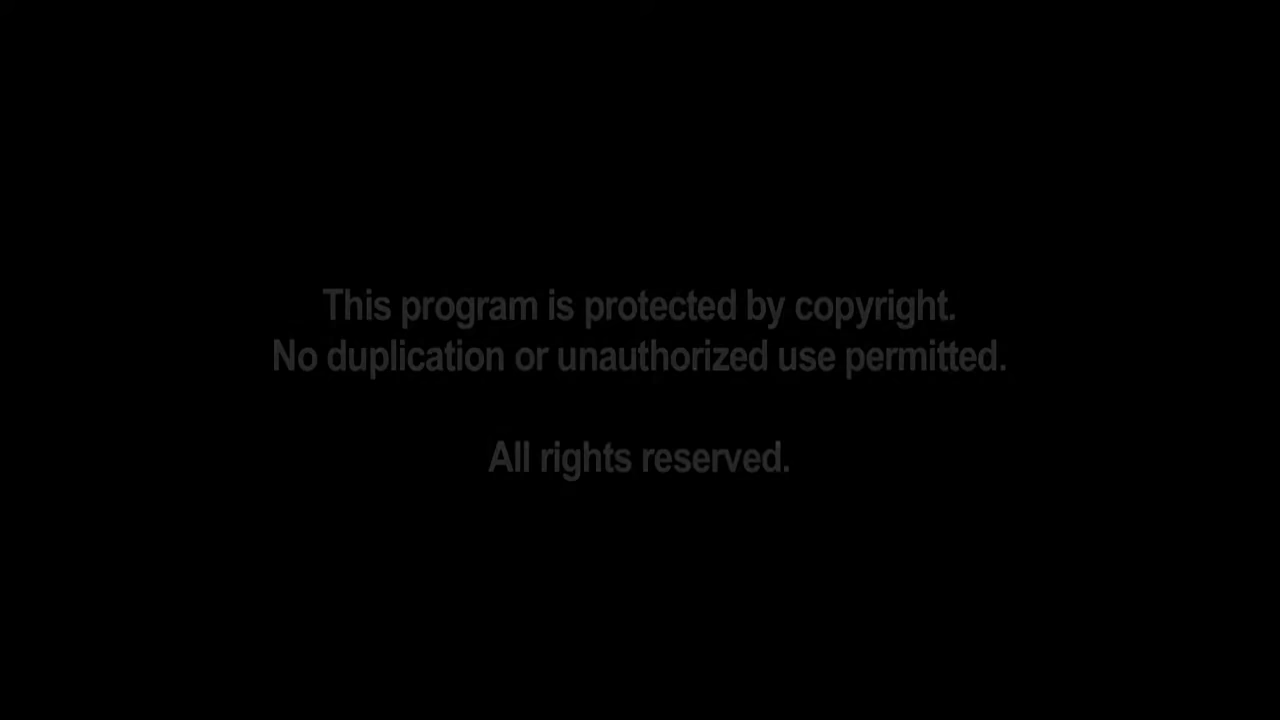 This program is protected by copyright.
No duplication or unauthorized use permitted.
All rights reserved.